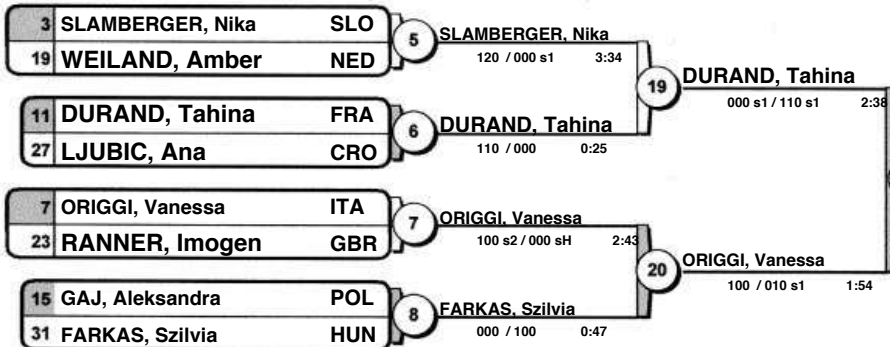 3 SLAMBERGER, Nika SLO
19 WEILAND, Amber NED
5
SLAMBERGER, Nika
120 / 000 s1 3:34
11 DURAND, Tahina FRA
27 LJUBIC, Ana CRO
6
DURAND, Tahina
110 / 000 0:25
19
DURAND, Tahina
000 s1 / 110 s1 2:38
7 ORIGGI, Vanessa ITA
23 RANNER, Imogen GBR
7
ORIGGI, Vanessa
100 s2 / 000 sH 2:43
15 GAJ, Aleksandra POL
31 FARKAS, Szilvia HUN
8
FARKAS, Szilvia
000 / 100 0:47
20
ORIGGI, Vanessa
100 / 010 s1 1:54